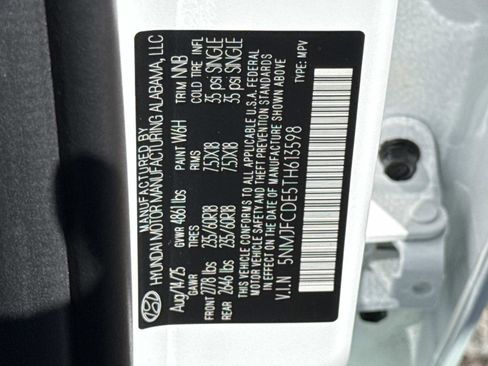 MANUFACTURED BY
HYUNDAI MOTOR MANUFACTURING ALABAMA, LLC
Aug/14/25 GVWR 4861 lbs PAINT W6H TRIM NNB
GAWR TIRES RIMS COLD TIRE INF.
FRONT 2778 lbs 235/60R18 7.5JX18 35 psi SINGLE
REAR 2646 lbs 235/60R18 7.5JX18 35 psi SINGLE
THIS VEHICLE CONFORMS TO ALL APPLICABLE U.S.A. FEDERAL
MOTOR VEHICLE SAFETY AND THEFT PREVENTION STANDARDS
IN EFFECT ON THE DATE OF MANUFACTURE SHOWN ABOVE
V.I.N 5NMJFCDE5TH613598 TYPE: MPV